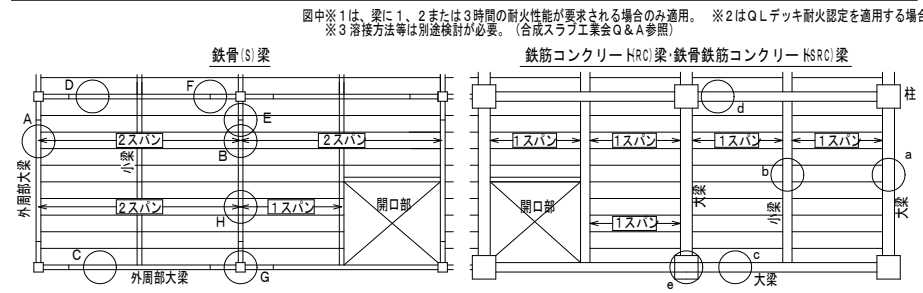 図中※1は、梁に1、2または3時間の耐火性能が要求される場合のみ適用。 ※2はQLデッキ耐火認定を適用する場合
※3 溶接方法等は別途検討が必要。(合成スラブ工業会Q&A参照)
鉄骨(S)梁
D
F
A
E
2スパン
2スパン
B
小梁
外周部大梁
2スパン
1スパン
開口部
H
C
外周部大梁
G
鉄筋コンクリート(RC)梁・鉄骨鉄筋コンクリート(SRC)梁
柱
d
1スパン
1スパン
1スパン
1スパン
a
b
開口部
大梁
小梁
大梁
1スパン
e
c
大梁